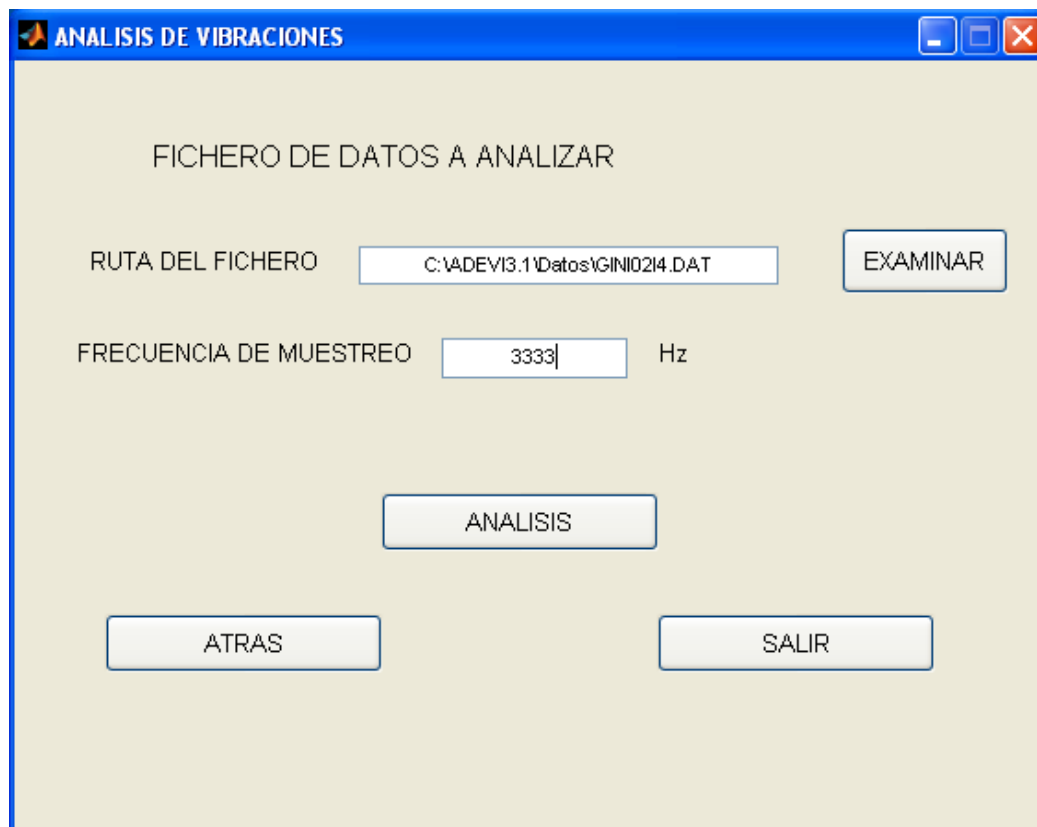 ANALISIS DE VIBRACIONES
FICHERO DE DATOS A ANALIZAR
RUTA DEL FICHERO C:\ADEVI3.1\Datos\GINI02I4.DAT EXAMINAR
FRECUENCIA DE MUESTREO 3333 Hz
ANALISIS
ATRAS SALIR